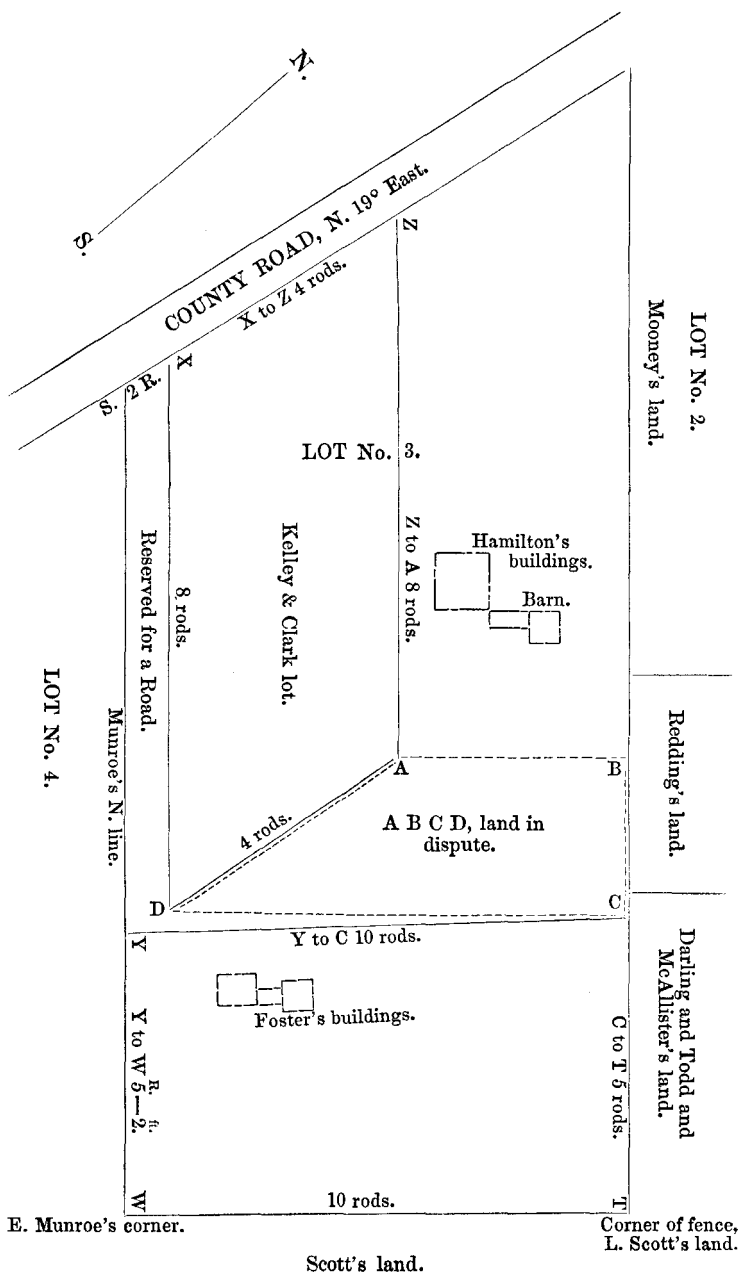 N.
S.
COUNTY ROAD, N. 19° East.
X to Z 4 rods.
Z
X
S. 2 R.
LOT No. 3.
LOT No. 2.
Mooney's land.
Hamilton's
buildings.
Barn.
Z to A 8 rods.
Kelley & Clark lot.
8 rods.
Reserved for a Road.
Munroe's N. line.
LOT No. 4.
Redding's land.
A
B
4 rods.
A B C D, land in
dispute.
D
C
Y
Y to C 10 rods.
Foster's buildings.
Darling and Todd and
McAllister's land.
C to T 5 rods.
Y to W 5—2.
R. ft.
W
10 rods.
T
E. Munroe's corner.
Corner of fence,
L. Scott's land.
Scott's land.